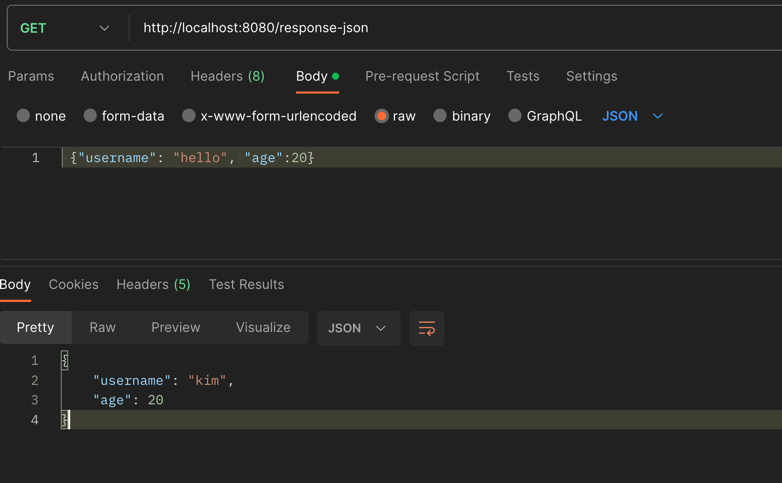 GET http://localhost:8080/response-json
Params Authorization Headers (8) Body Pre-request Script Tests Settings
none form-data x-www-form-urlencoded raw binary GraphQL JSON
1 {"username": "hello", "age":20}
Body Cookies Headers (5) Test Results
Pretty Raw Preview Visualize JSON
1 {
2 "username": "kim",
3 "age": 20
4 }